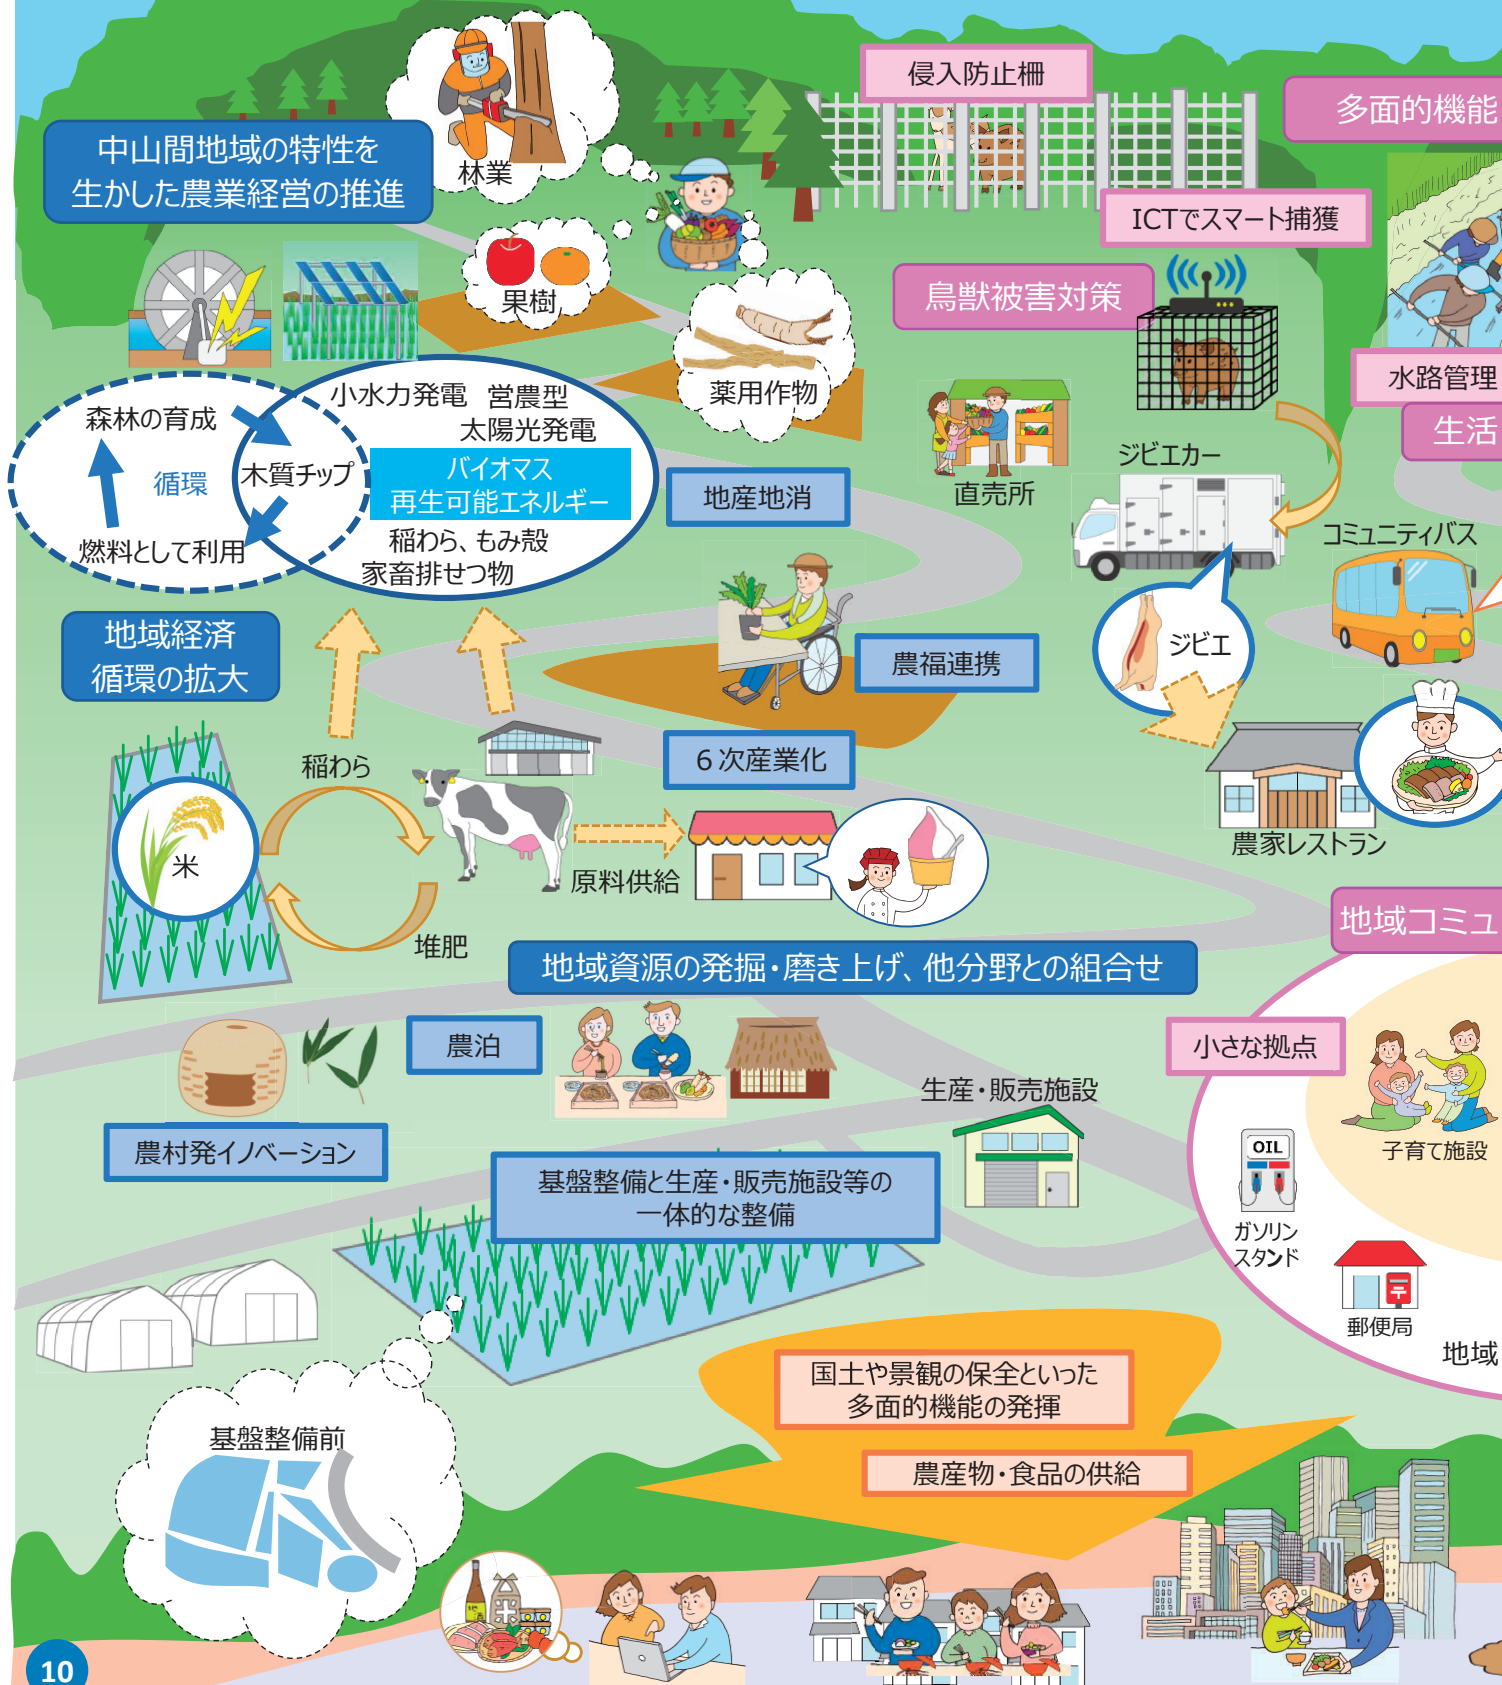 侵入防止柵
多面的機能
中山間地域の特性を
生かした農業経営の推進
林業
ICTでスマート捕獲
果樹
鳥獣被害対策
薬用作物
水路管理
小水力発電
営農型
太陽光発電
森林の育成
循環
木質チップ
バイオマス
再生可能エネルギー
燃料として利用
稲わら、もみ殻
家畜排せつ物
生活
ジビエカー
直売所
地産地消
コミュニティバス
地域経済
循環の拡大
農福連携
ジビエ
6次産業化
稲わら
米
原料供給
農家レストラン
堆肥
地域コミュ
地域資源の発掘・磨き上げ、他分野との組合せ
農泊
小さな拠点
生産・販売施設
子育て施設
農村発イノベーション
OIL
基盤整備と生産・販売施設等の
一体的な整備
ガソリン
スタンド
郵便局
地域
国土や景観の保全といった
多面的機能の発揮
基盤整備前
農産物・食品の供給
10